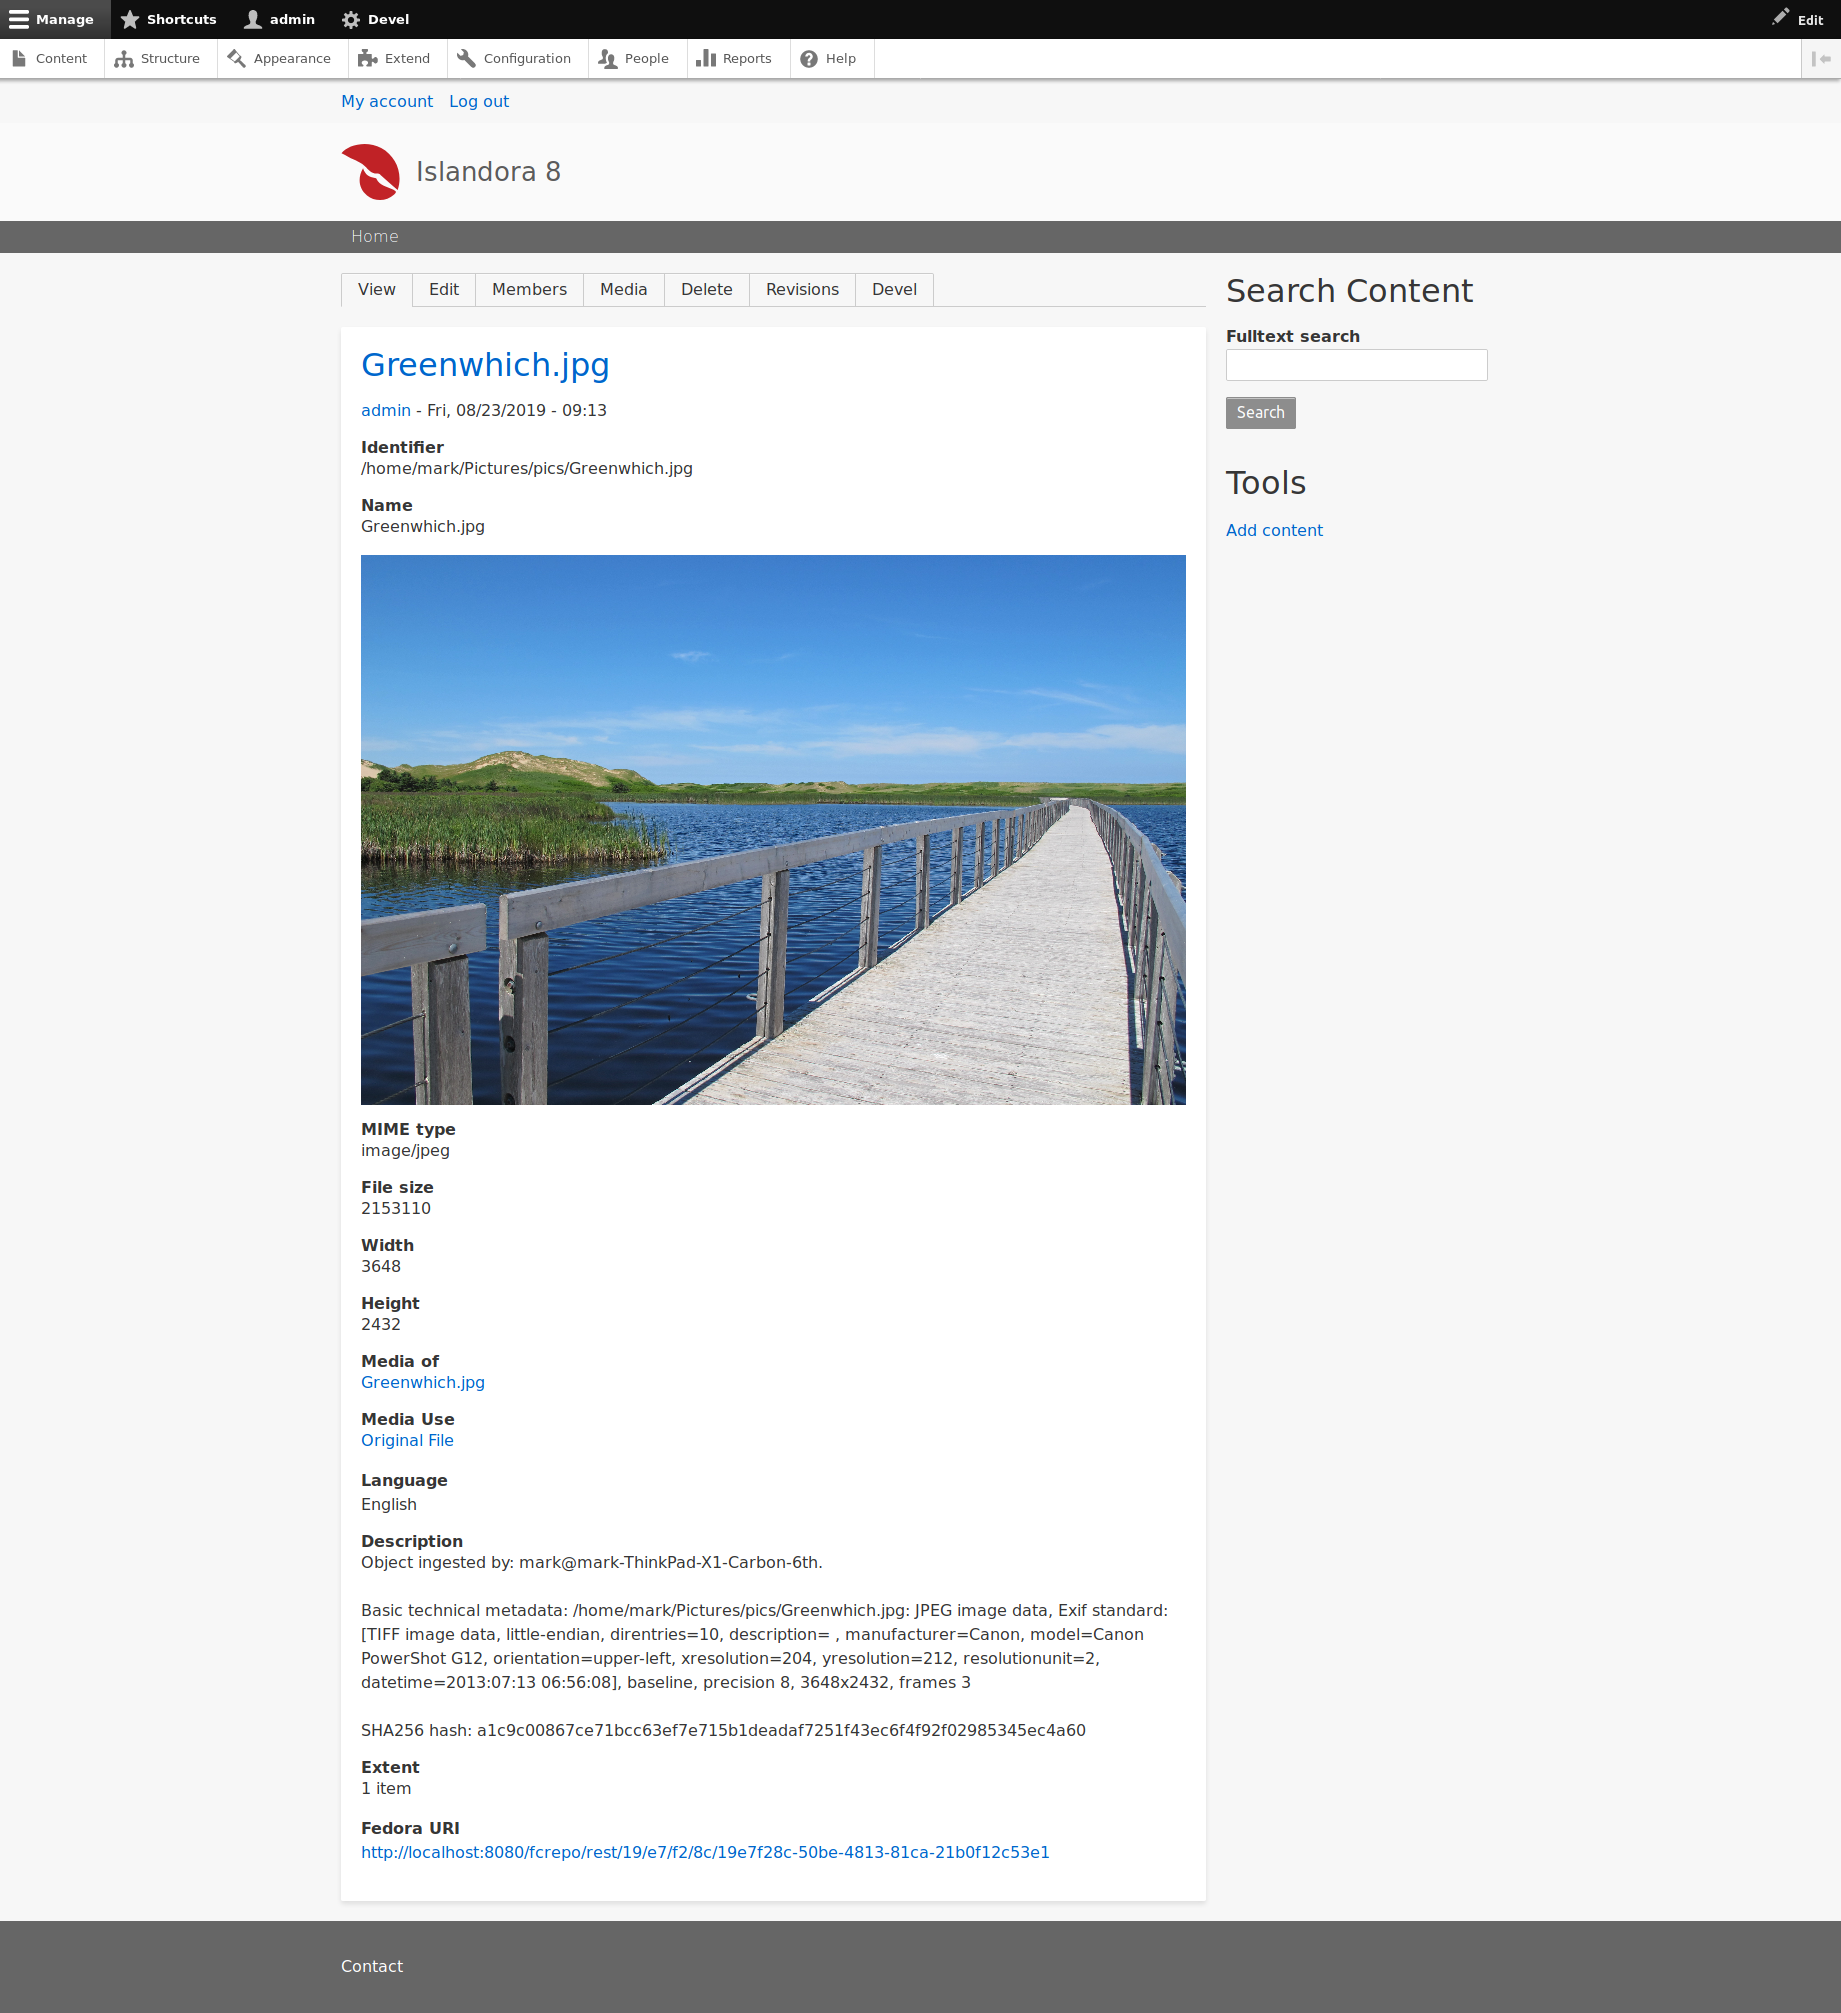 Manage Shortcuts admin Devel Edit
Content Structure Appearance Extend Configuration People Reports Help
My account Log out
Islandora 8
Home
View Edit Members Media Delete Revisions Devel
Greenwhich.jpg
admin - Fri, 08/23/2019 - 09:13
Identifier
/home/mark/Pictures/pics/Greenwhich.jpg
Name
Greenwhich.jpg
MIME type
image/jpeg
File size
2153110
Width
3648
Height
2432
Media of
Greenwhich.jpg
Media Use
Original File
Language
English
Description
Object ingested by: mark@mark-ThinkPad-X1-Carbon-6th.
Basic technical metadata: /home/mark/Pictures/pics/Greenwhich.jpg: JPEG image data, Exif standard:
[TIFF image data, little-endian, direntries=10, description= , manufacturer=Canon, model=Canon
PowerShot G12, orientation=upper-left, xresolution=204, yresolution=212, resolutionunit=2,
datetime=2013:07:13 06:56:08], baseline, precision 8, 3648x2432, frames 3
SHA256 hash: a1c9c00867ce71bcc63ef7e715b1deadaf7251f43ec6f4f92f02985345ec4a60
Extent
1 item
Fedora URI
http://localhost:8080/fcrepo/rest/19/e7/f2/8c/19e7f28c-50be-4813-81ca-21b0f12c53e1
Search Content
Fulltext search
Search
Tools
Add content
Contact